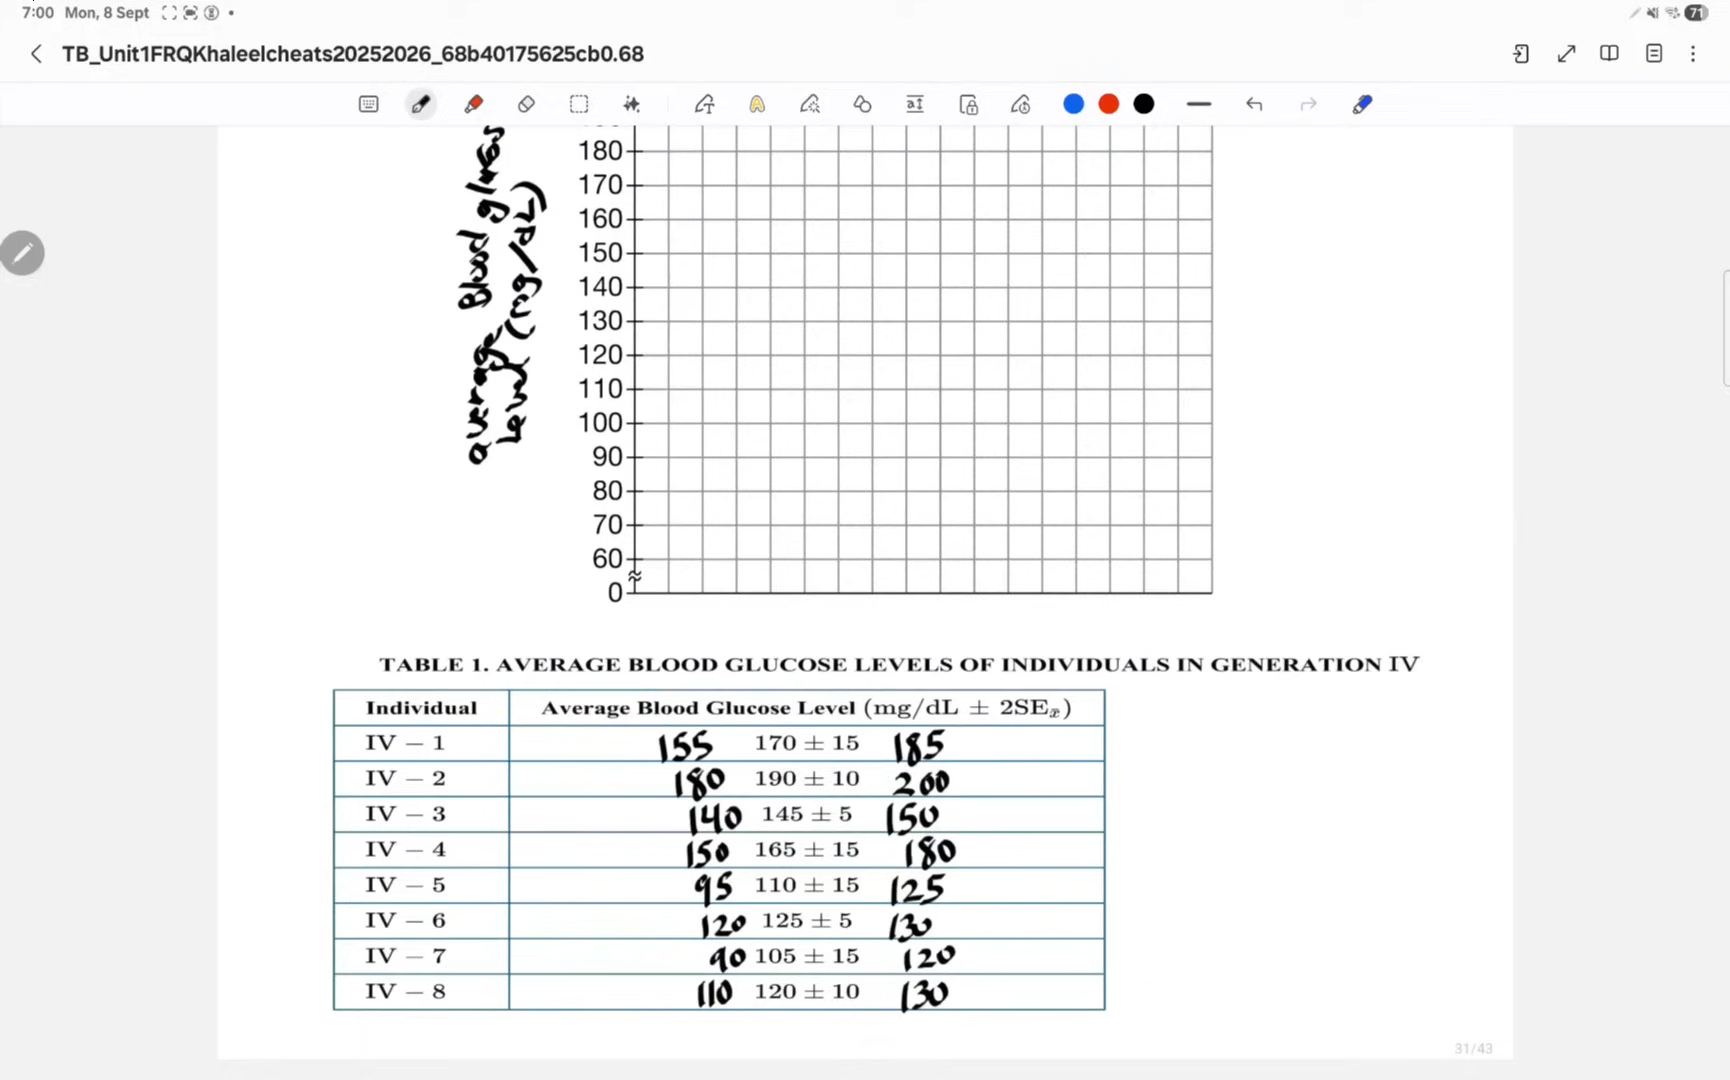 7:00 Mon, 8 Sept
71
TB_Unit1FRQKhaleelcheats20252026_68b40175625cb0.68
average Blood glucose
level (mg/dL)
180
170
160
150
140
130
120
110
100
90
80
70
60
0
TABLE 1. AVERAGE BLOOD GLUCOSE LEVELS OF INDIVIDUALS IN GENERATION IV
Individual Average Blood Glucose Level (mg/dL ± 2SEx̄)
IV – 1 155 170 ± 15 185
IV – 2 180 190 ± 10 200
IV – 3 140 145 ± 5 150
IV – 4 150 165 ± 15 180
IV – 5 95 110 ± 15 125
IV – 6 120 125 ± 5 130
IV – 7 90 105 ± 15 120
IV – 8 110 120 ± 10 130
31/43